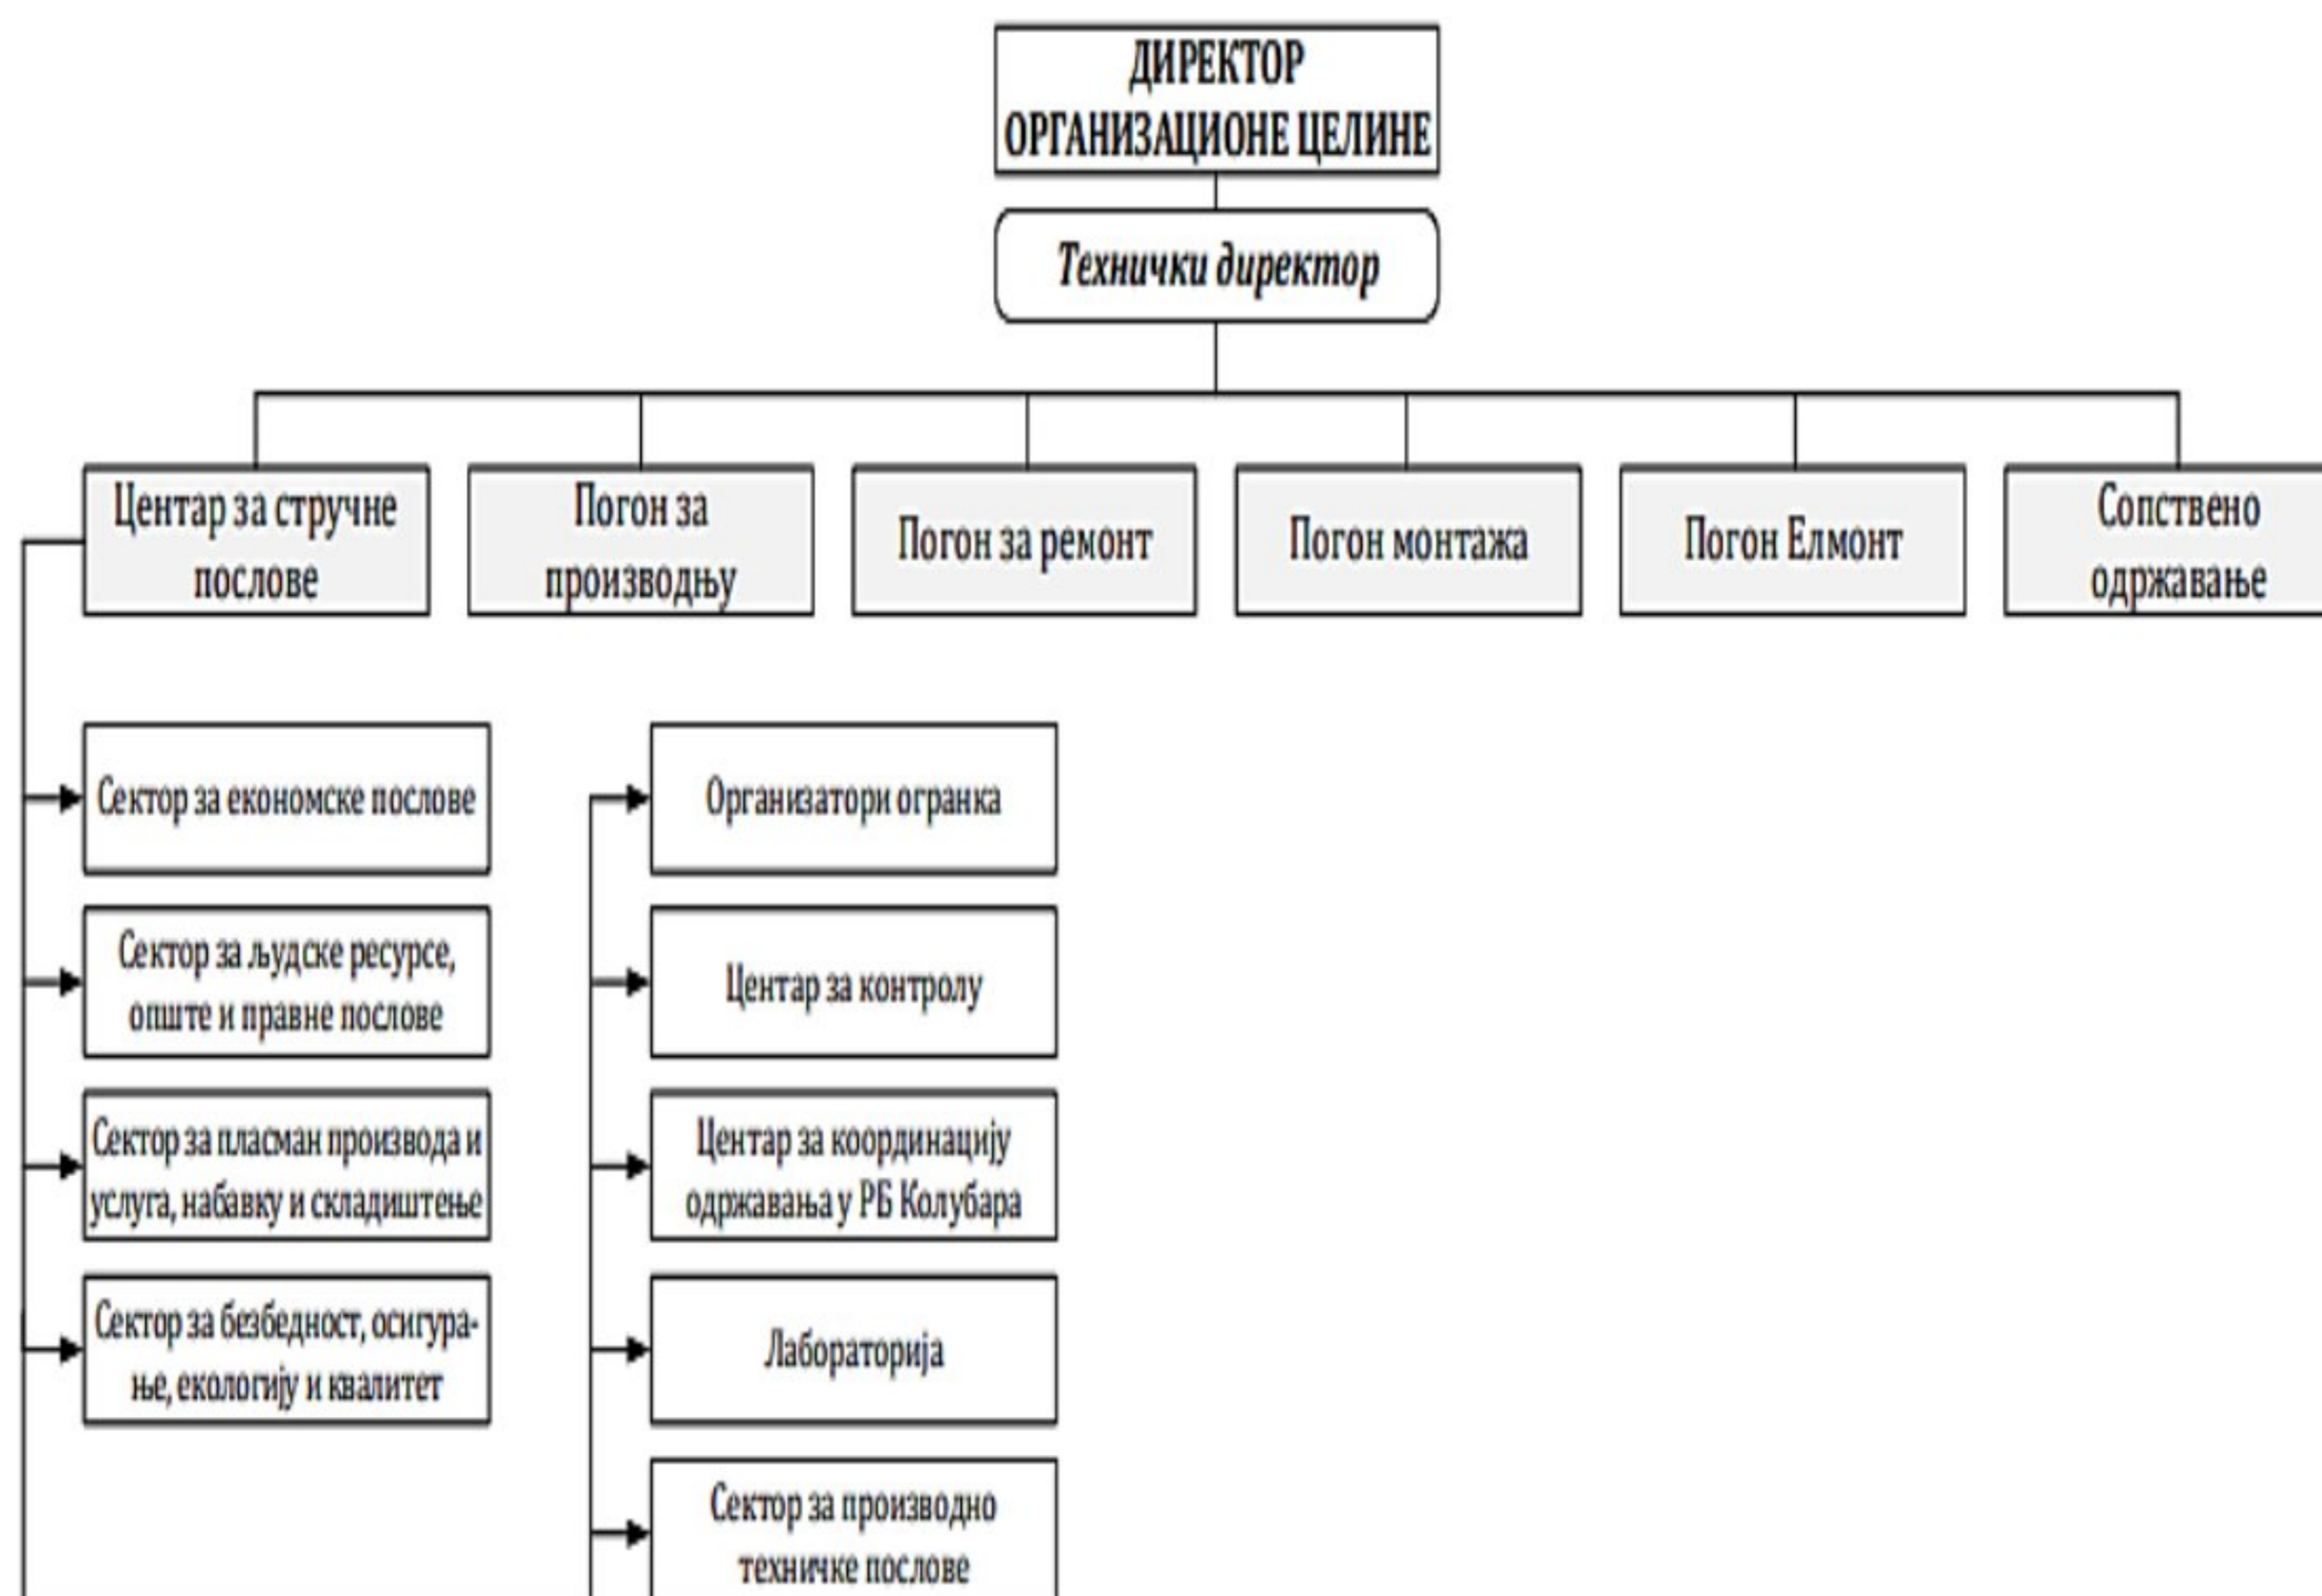 ДИРЕКТОР
ОРГАНИЗАЦИОНЕ ЦЕЛИНЕ
Технички директор
Центар за стручне
послове
Погон за
производњу
Погон за ремонт
Погон монтажа
Погон Елмонт
Сопствено
одржавање
Сектор за економске послове
Сектор за људске ресурсе,
опште и правне послове
Сектор за пласман производа и
услуга, набавку и складиштење
Сектор за безбедност, осигура-
ње, екологију и квалитет
Организатори огранка
Центар за контролу
Центар за координацију
одржавања у РБ Колубара
Лабораторија
Сектор за производно
техничке послове